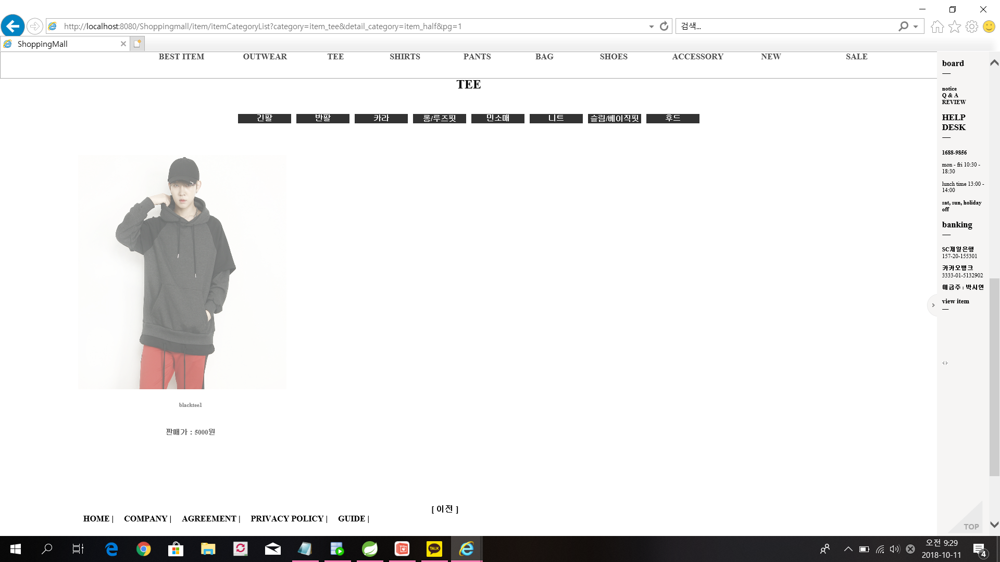 http://localhost:8080/Shoppingmall/item/itemCategoryList?category=item_tee&detail_category=item_half&pg=1
검색...
ShoppingMall
BEST ITEM OUTWEAR TEE SHIRTS PANTS BAG SHOES ACCESSORY NEW SALE
TEE
긴팔 반팔 카라 롱/루즈핏 민소매 니트 슬림/베이직핏 후드
blacktee1
판매가 : 5000원
[ 이전 ]
HOME | COMPANY | AGREEMENT | PRIVACY POLICY | GUIDE |
board
notice
Q & A
REVIEW
HELP
DESK
1688-9856
mon - fri 10:30 -
18:30
lunch time 13:00 -
14:00
sat, sun, holiday
off
banking
SC제일은행
157-20-155301
카카오뱅크
3333-01-5132902
예금주 : 박시연
view item
TOP
TALK
오전 9:29
2018-10-11
4